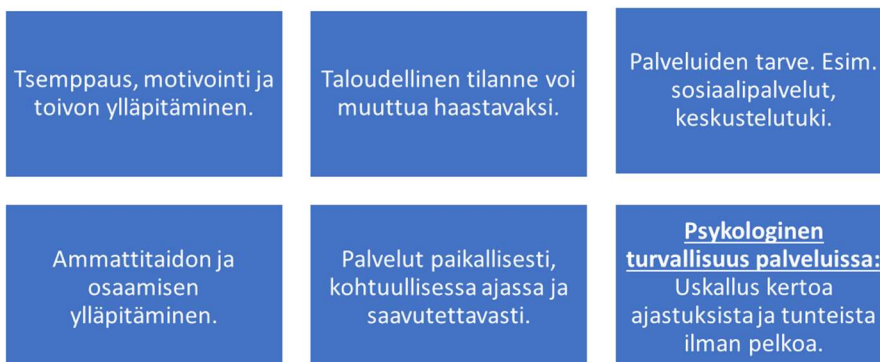 Tsemppaus, motivointi ja
toivon ylläpitäminen.
Taloudellinen tilanne voi
muuttua haastavaksi.
Palveluiden tarve. Esim.
sosiaalipalvelut,
keskustelutuki.
Ammattitaidon ja
osaamisen
ylläpitäminen.
Palvelut paikallisesti,
kohtuullisessa ajassa ja
saavutettavasti.
Psykologinen
turvallisuus palveluissa:
Uskallus kertoa
ajastuksista ja tunteista
ilman pelkoa.